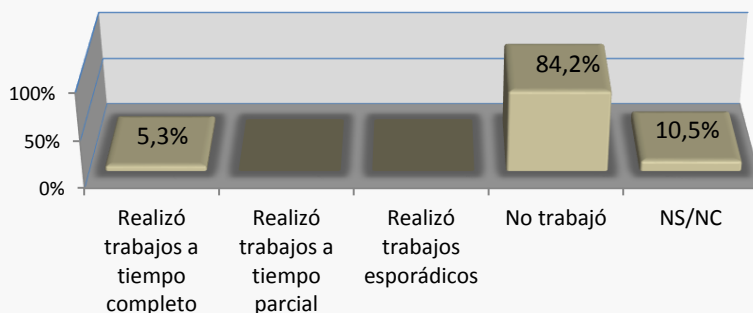 84,2%
100%
5,3%
10,5%
50%
0%
Realizó
trabajos a
tiempo
completo
Realizó
trabajos a
tiempo
parcial
Realizó
trabajos
esporádicos
No trabajó
NS/NC